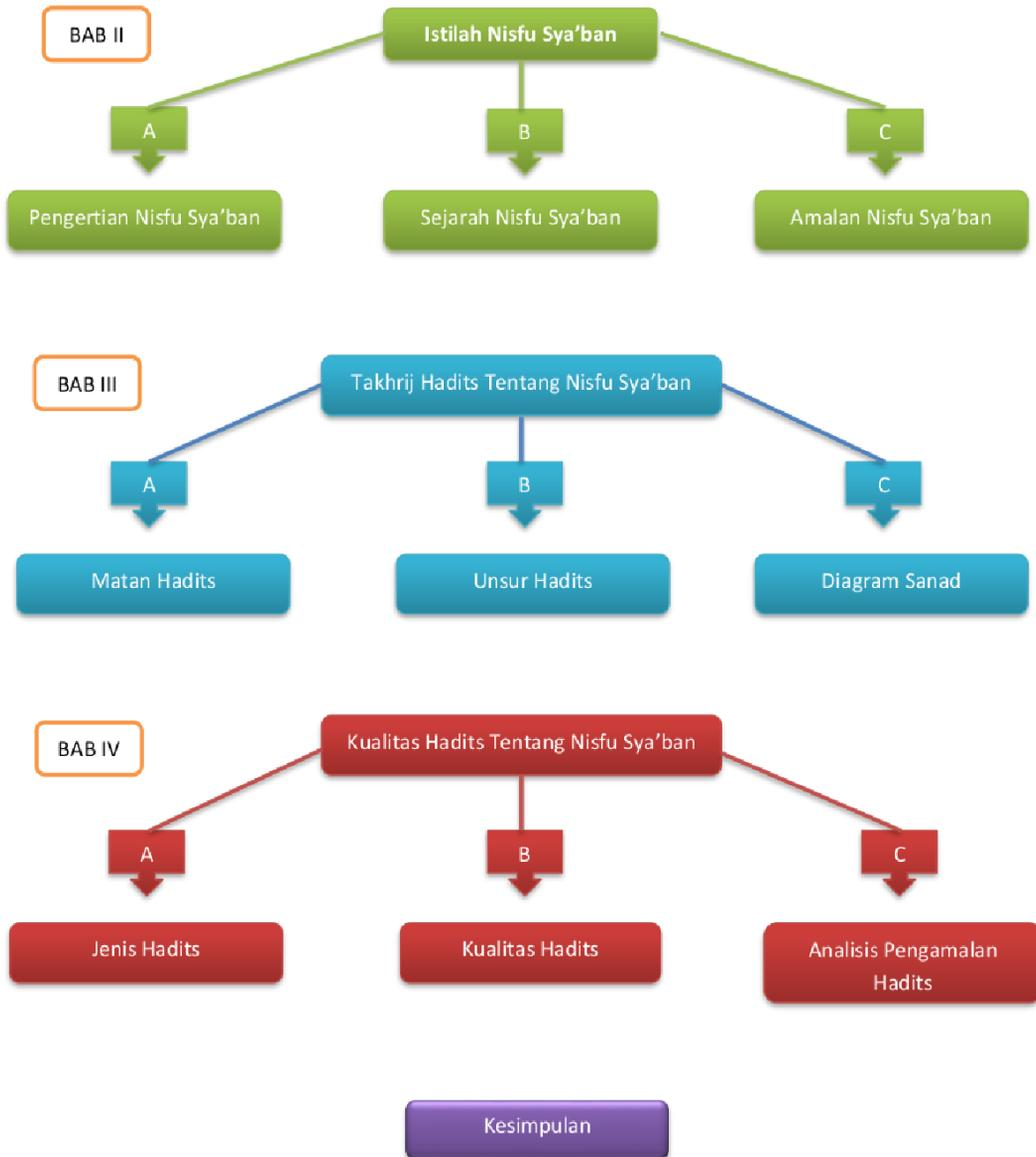 BAB II
Istilah Nisfu Sya’ban
A
B
C
Pengertian Nisfu Sya’ban
Sejarah Nisfu Sya’ban
Amalan Nisfu Sya’ban
BAB III
Takhrij Hadits Tentang Nisfu Sya’ban
A
B
C
Matan Hadits
Unsur Hadits
Diagram Sanad
BAB IV
Kualitas Hadits Tentang Nisfu Sya’ban
A
B
C
Jenis Hadits
Kualitas Hadits
Analisis Pengamalan
Hadits
Kesimpulan